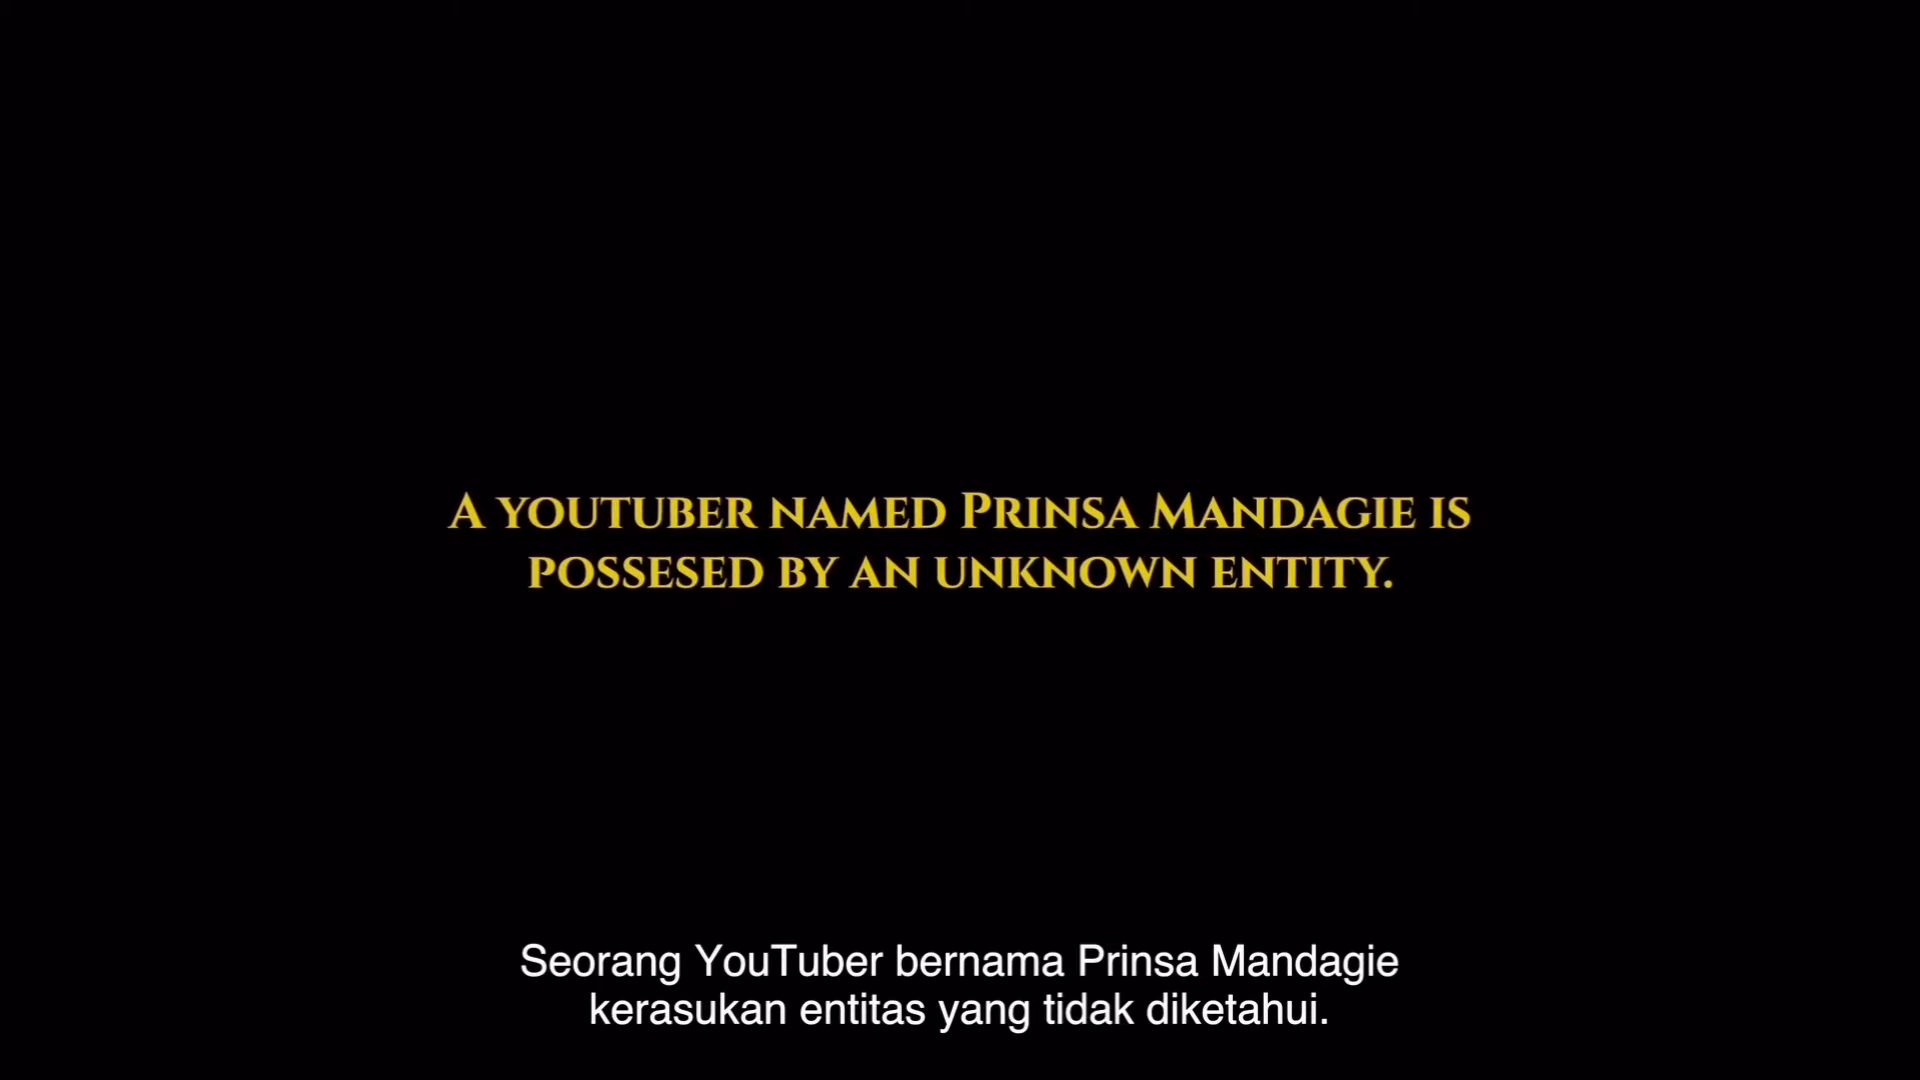 A YOUTUBER NAMED PRINSA MANDAGIE IS
POSSESED BY AN UNKNOWN ENTITY.
Seorang YouTuber bernama Prinsa Mandagie
kerasukan entitas yang tidak diketahui.